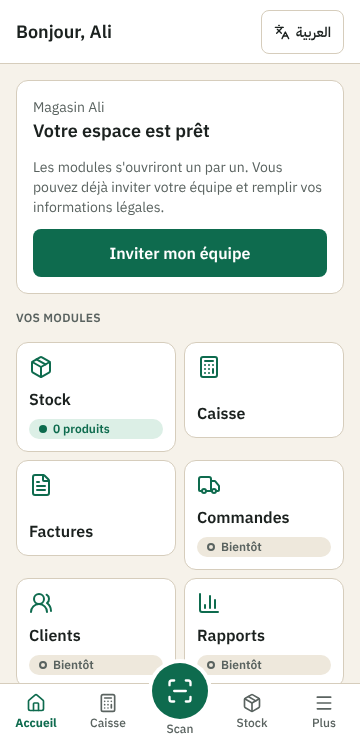 Bonjour, Ali
العربية
Magasin Ali
Votre espace est prêt
Les modules s'ouvriront un par un. Vous
pouvez déjà inviter votre équipe et remplir vos
informations légales.
Inviter mon équipe
VOS MODULES
Stock
0 produits
Caisse
Factures
Commandes
Bientôt
Clients
Bientôt
Rapports
Bientôt
Accueil
Caisse
Scan
Stock
Plus